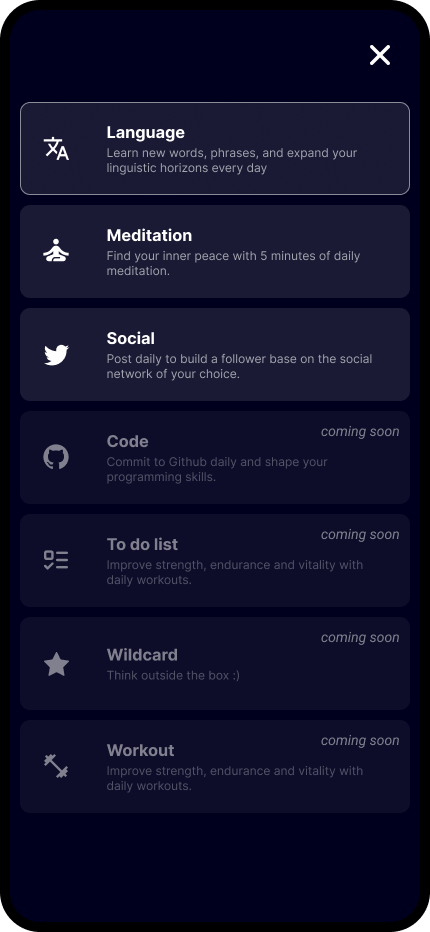 Language
Learn new words, phrases, and expand your
linguistic horizons every day
Meditation
Find your inner peace with 5 minutes of daily
meditation.
Social
Post daily to build a follower base on the social
network of your choice.
coming soon
Code
Commit to Github daily and shape your
programming skills.
coming soon
To do list
Improve strength, endurance and vitality with
daily workouts.
coming soon
Wildcard
Think outside the box :)
coming soon
Workout
Improve strength, endurance and vitality with
daily workouts.